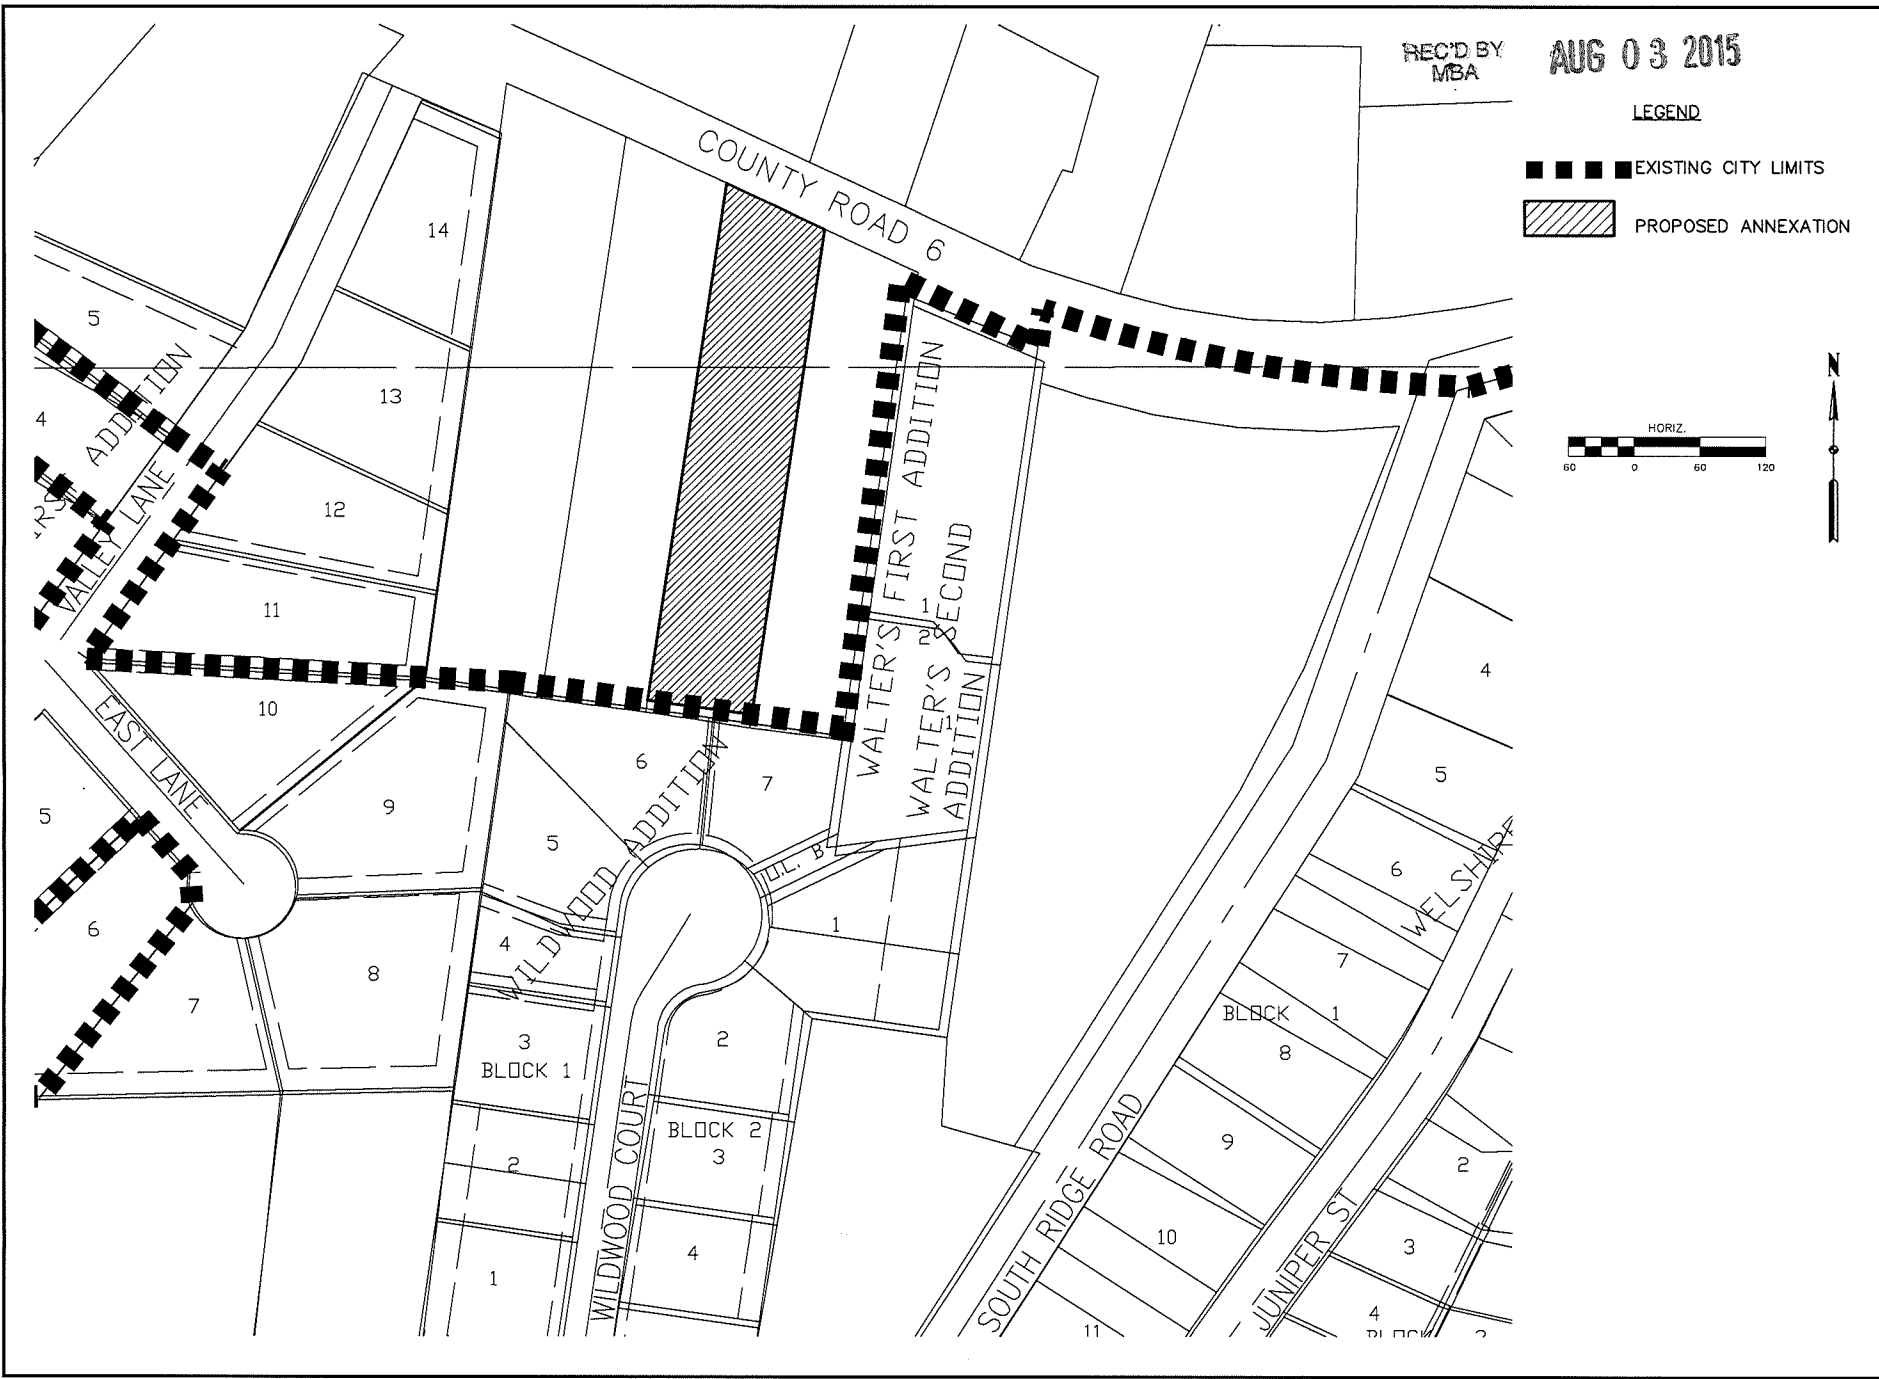 REC'D BY
MBA
AUG 03 2015
LEGEND
EXISTING CITY LIMITS
PROPOSED ANNEXATION
N
HORIZ.
60 0 60 120
COUNTY ROAD 6
14
13
12
11
10
9
8
7
6
5
4
5
ADDITION
VALLEY LANE
EAST LANE
5
6
7
5
4
3
BLOCK 1
2
1
WILDWOOD ADDITION
O.L. B
1
2
BLOCK 2
3
4
WILDWOOD COURT
WALTER'S FIRST ADDITION
WALTER'S SECOND
ADDITION
1
2
1
4
5
6
7
BLOCK 1
8
9
10
11
SOUTH RIDGE ROAD
JUNIPER ST
2
3
4
BLOCK
2